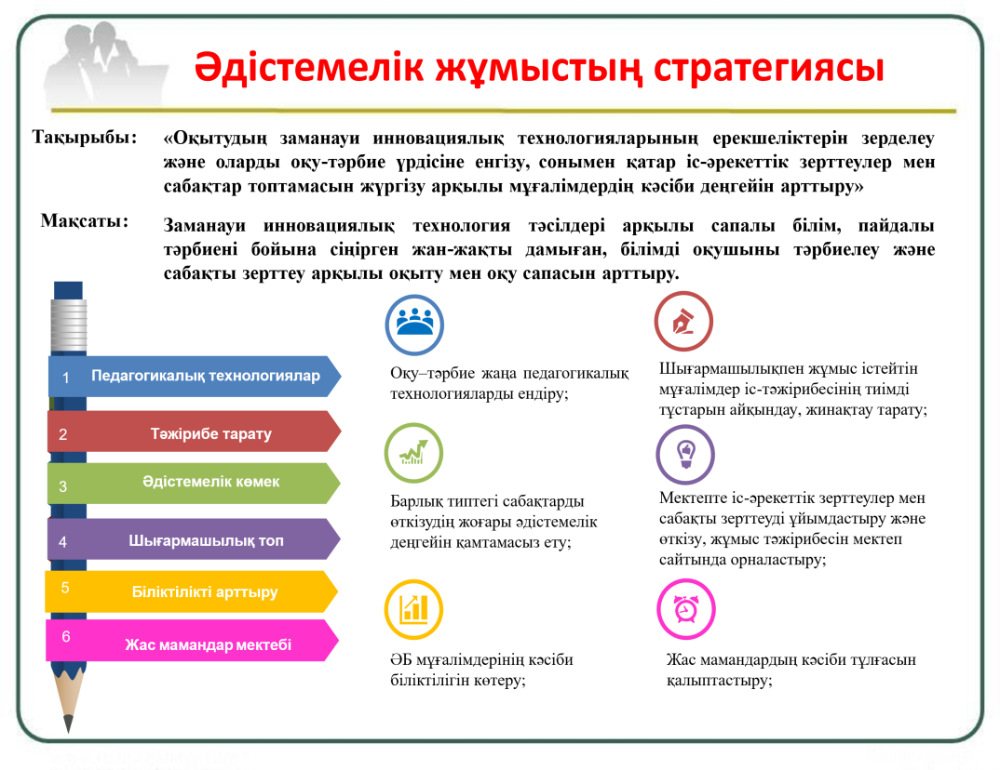 Әдістемелік жұмыстың стратегиясы
Тақырыбы:
«Оқытудың заманауи инновациялық технологияларының ерекшеліктерін зерделеу
және оларды оқу-тәрбие үрдісіне енгізу, сонымен қатар іс-әрекеттік зерттеулер мен
сабақтар топтамасын жүргізу арқылы мұғалімдердің кәсіби деңгейін арттыру»
Мақсаты:
Заманауи инновациялық технология тәсілдері арқылы сапалы білім, пайдалы
тәрбиені бойына сіңірген жан-жақты дамыған, білімді оқушыны тәрбиелеу және
сабақты зерттеу арқылы оқыту мен оқу сапасын арттыру.
1 Педагогикалық технологиялар
2 Тәжірибе тарату
3 Әдістемелік көмек
4 Шығармашылық топ
5 Біліктілікті арттыру
6 Жас мамандар мектебі
Оқу–тәрбие жаңа педагогикалық
технологияларды ендіру;
Шығармашылықпен жұмыс істейтін
мұғалімдер іс-тәжірибесінің тиімді
тұстарын айқындау, жинақтау тарату;
Барлық типтегі сабақтарды
өткізудің жоғары әдістемелік
деңгейін қамтамасыз ету;
Мектепте іс-әрекеттік зерттеулер мен
сабақты зерттеуді ұйымдастыру және
өткізу, жұмыс тәжірибесін мектеп
сайтында орналастыру;
ӘБ мұғалімдерінің кәсіби
біліктілігін көтеру;
Жас мамандардың кәсіби тұлғасын
қалыптастыру;